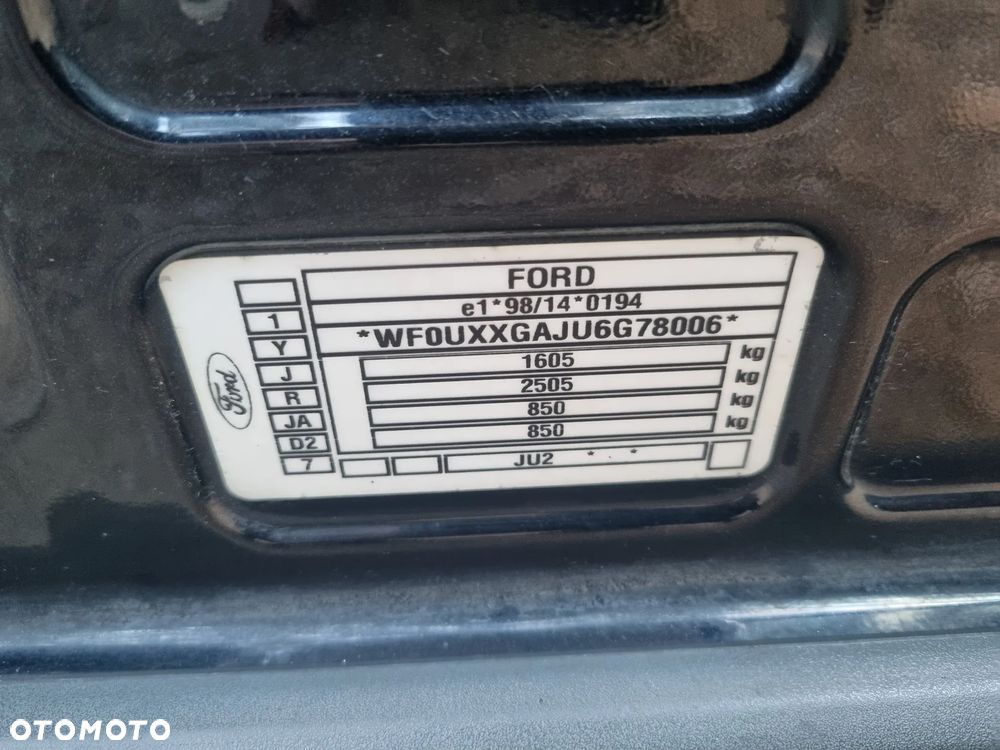 FORD
e1*98/14*0194
*WF0UXXGAJU6G78006*
1605 kg
2505 kg
850 kg
850 kg
JU2 * *
1
Y
J
R
JA
D2
7
Ford
OTOMOTO